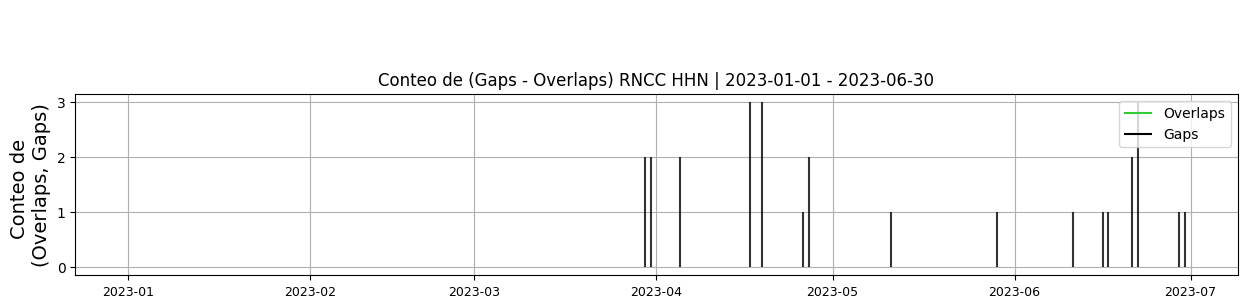 Conteo de (Gaps - Overlaps) RNCC HHN | 2023-01-01 - 2023-06-30
Conteo de
(Overlaps, Gaps)
3
2
1
0
Overlaps
Gaps
2023-01
2023-02
2023-03
2023-04
2023-05
2023-06
2023-07